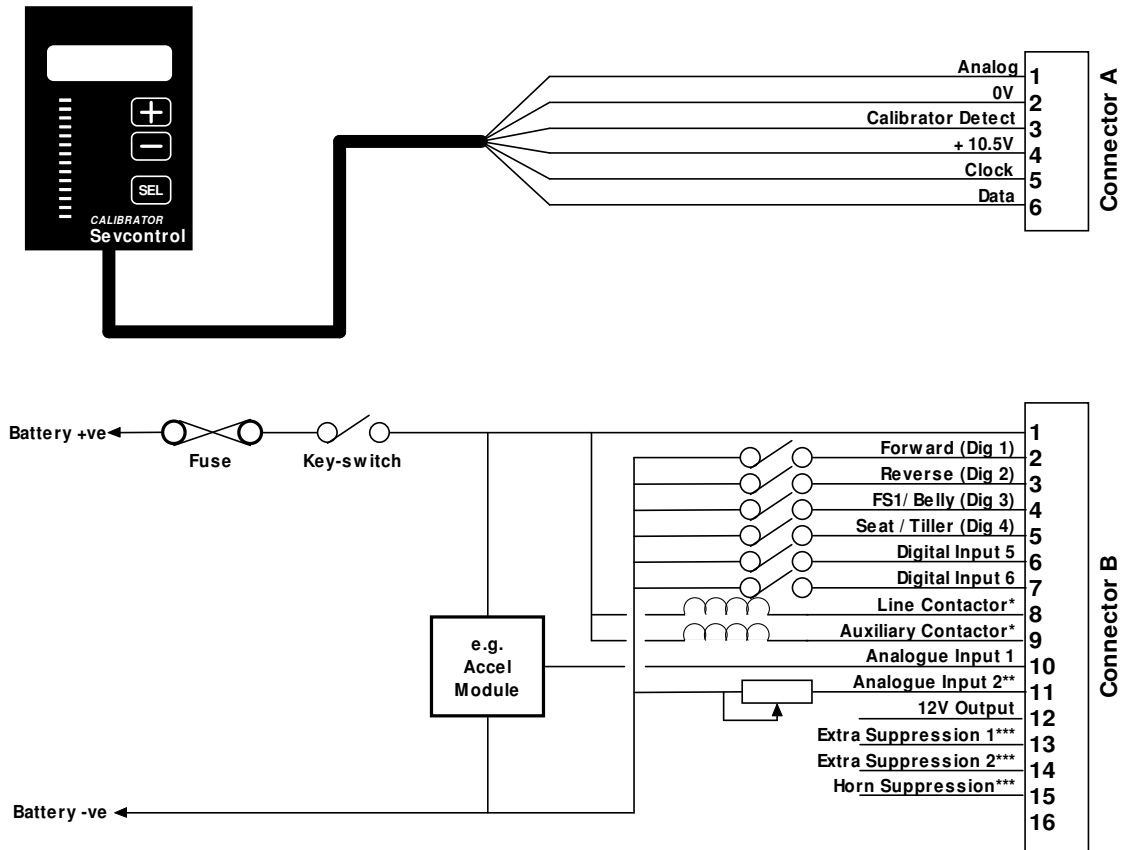 SEL
CALIBRATOR
Sevcontrol
Analog 1
0V 2
Calibrator Detect 3
+ 10.5V 4
Clock 5
Data 6
Connector A
Battery +ve
Fuse
Key-switch
1
Forward (Dig 1) 2
Reverse (Dig 2) 3
FS1/ Belly (Dig 3) 4
Seat / Tiller (Dig 4) 5
Digital Input 5 6
Digital Input 6 7
Line Contactor* 8
Auxiliary Contactor* 9
Analogue Input 1 10
Analogue Input 2** 11
12V Output 12
Extra Suppression 1*** 13
Extra Suppression 2*** 14
Horn Suppression*** 15
16
Connector B
e.g.
Accel
Module
Battery -ve